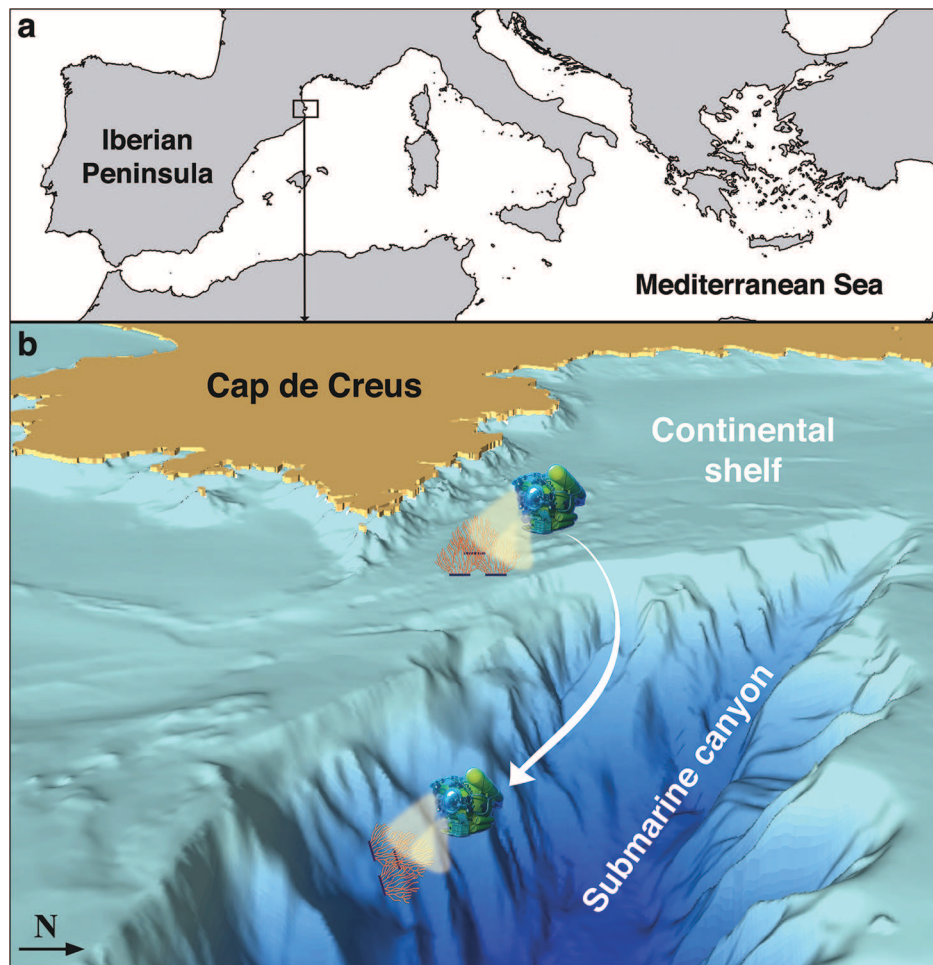 a
Iberian
Peninsula
Mediterranean Sea
b
Cap de Creus
Continental
shelf
Submarine canyon
N